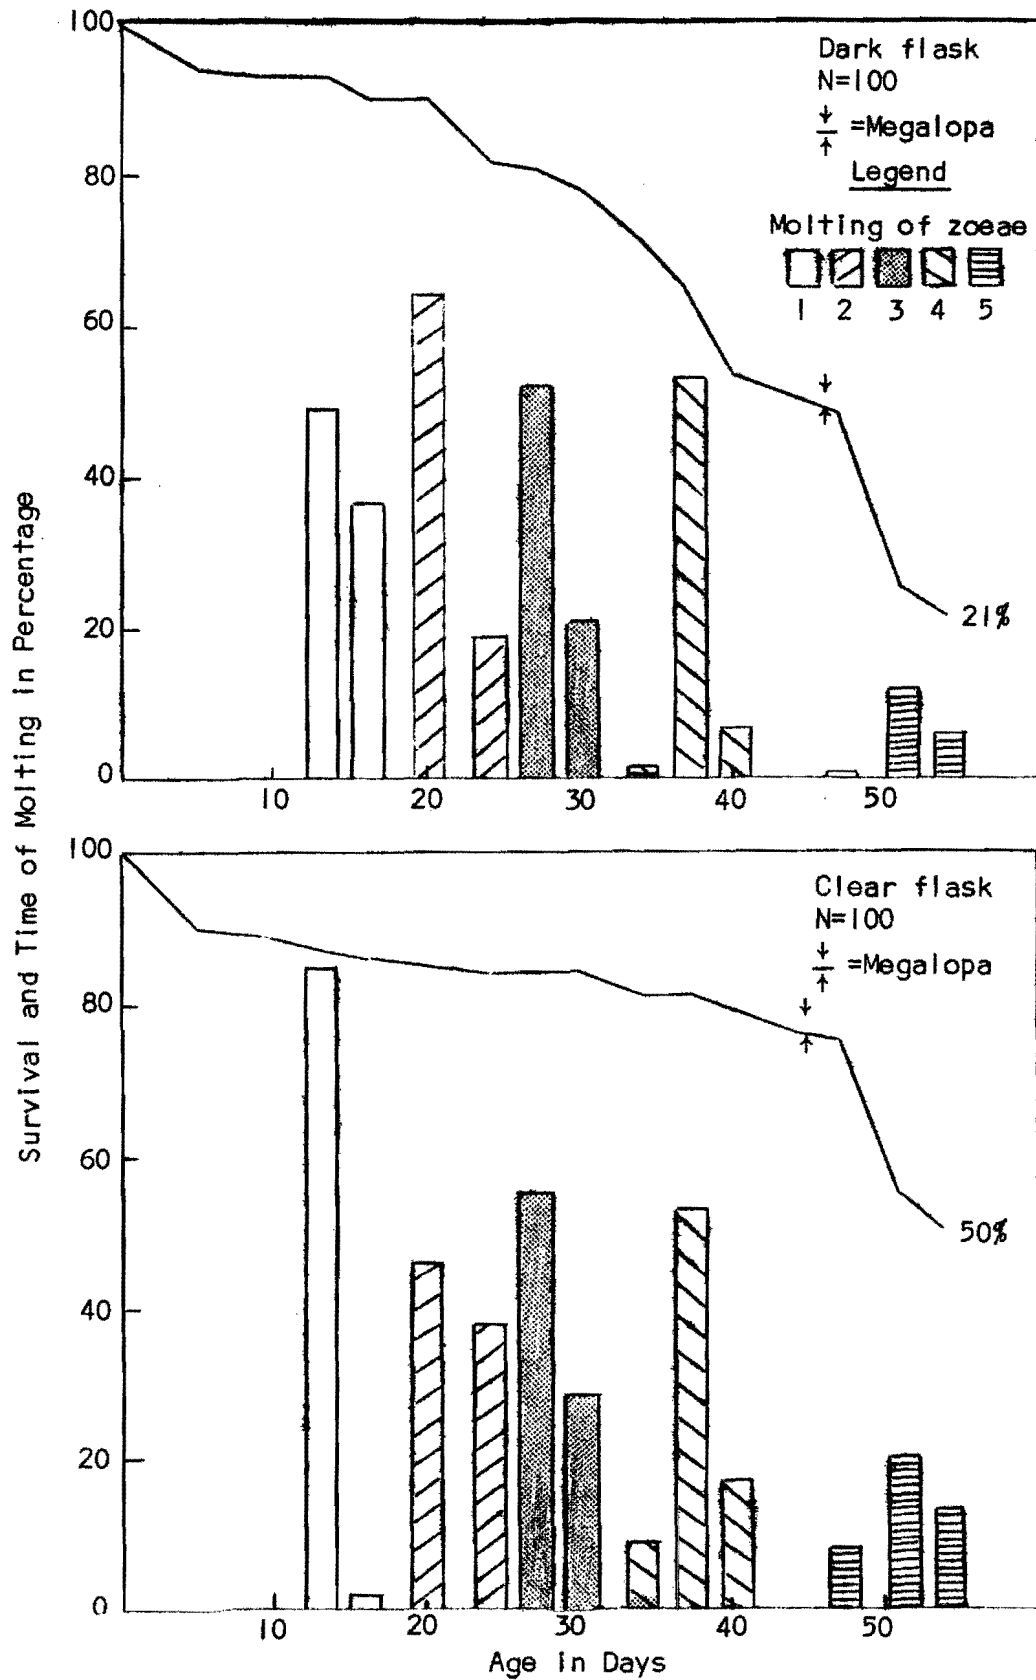 Survival and Time of Molting in Percentage
100
80
60
40
20
0
Dark flask
N=100
=Megalopa
Legend
Molting of zoeae
1 2 3 4 5
21%
10 20 30 40 50
100
80
60
40
20
0
Clear flask
N=100
=Megalopa
50%
10 20 30 40 50
Age in Days